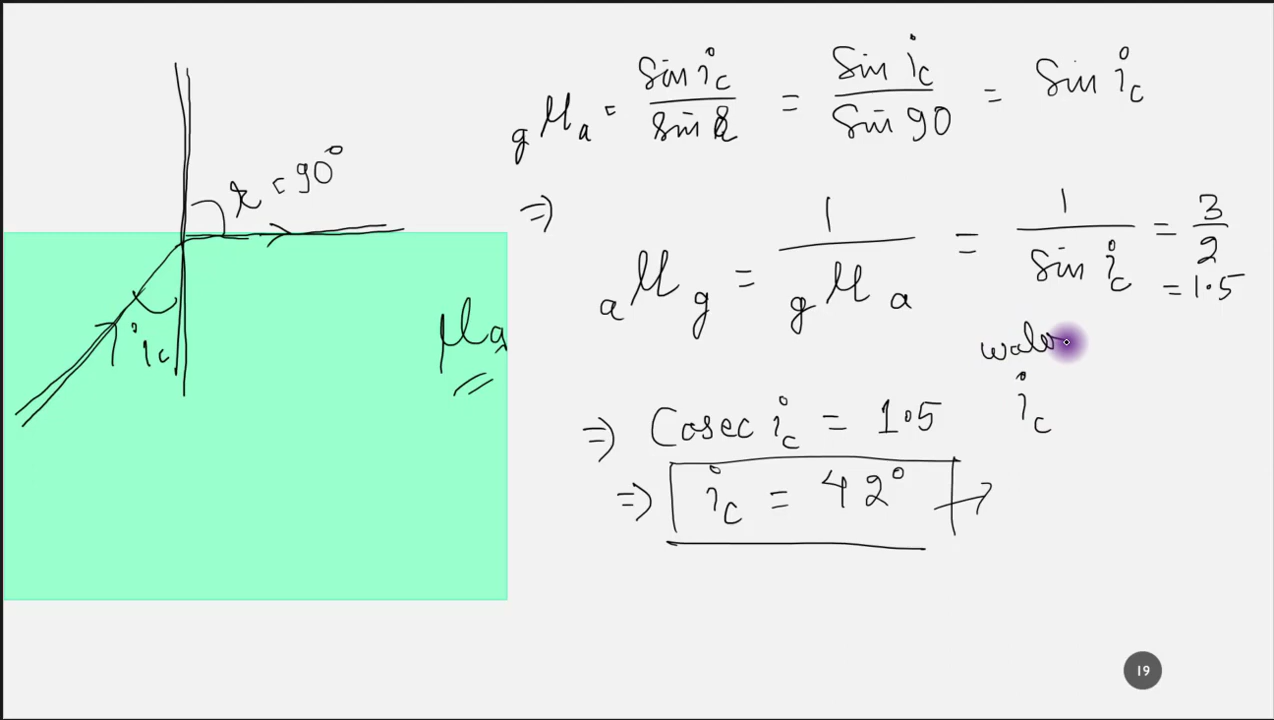 gμa = sin ic / sin r = sin ic / sin 90 = sin ic
r = 90°
⇒ aμg = 1 / gμa = 1 / sin ic = 3/2
= 1.5
ic
μa
water
ic
⇒ Cosec ic = 1.5
⇒ ic = 42°
19